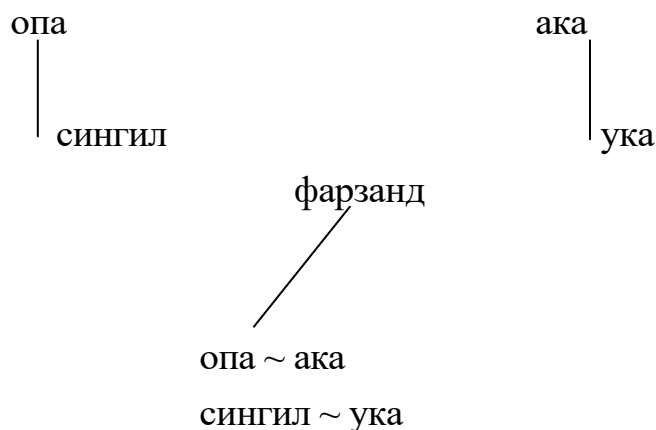 опа ака
сингил ука
фарзанд
опа ~ ака
сингил ~ ука